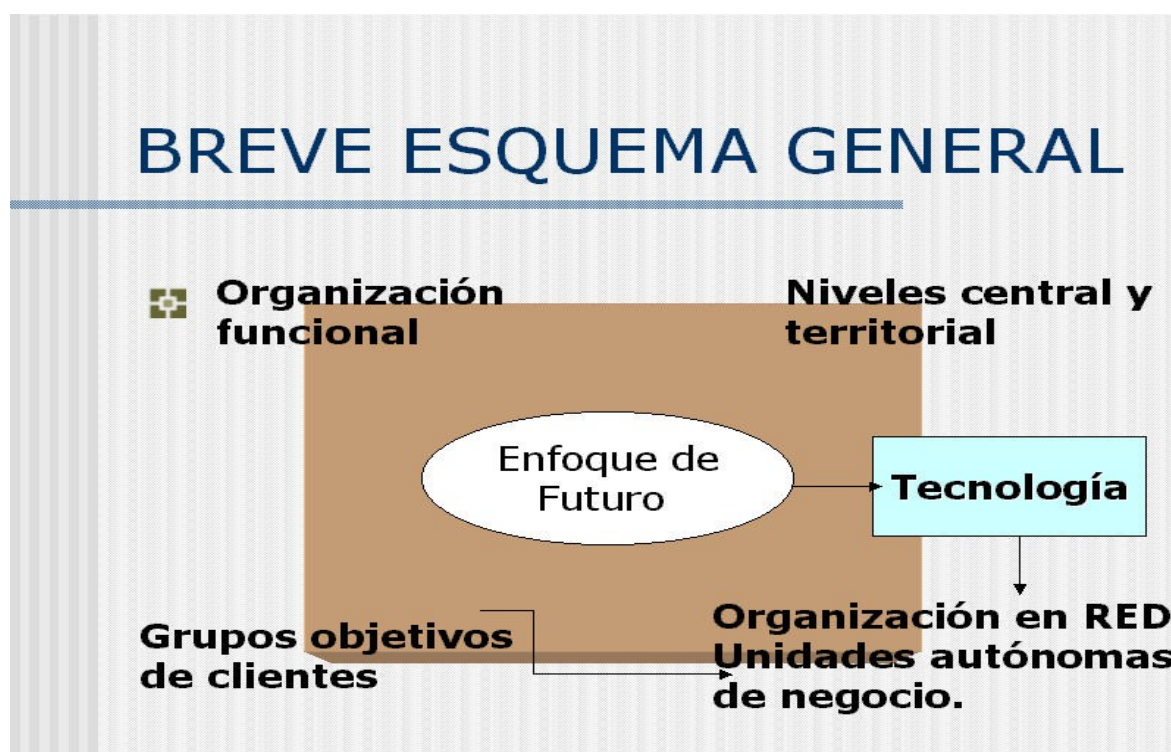 BREVE ESQUEMA GENERAL
Organización
funcional
Niveles central y
territorial
Enfoque de
Futuro
Tecnología
Grupos objetivos
de clientes
Organización en RED
Unidades autónomas
de negocio.